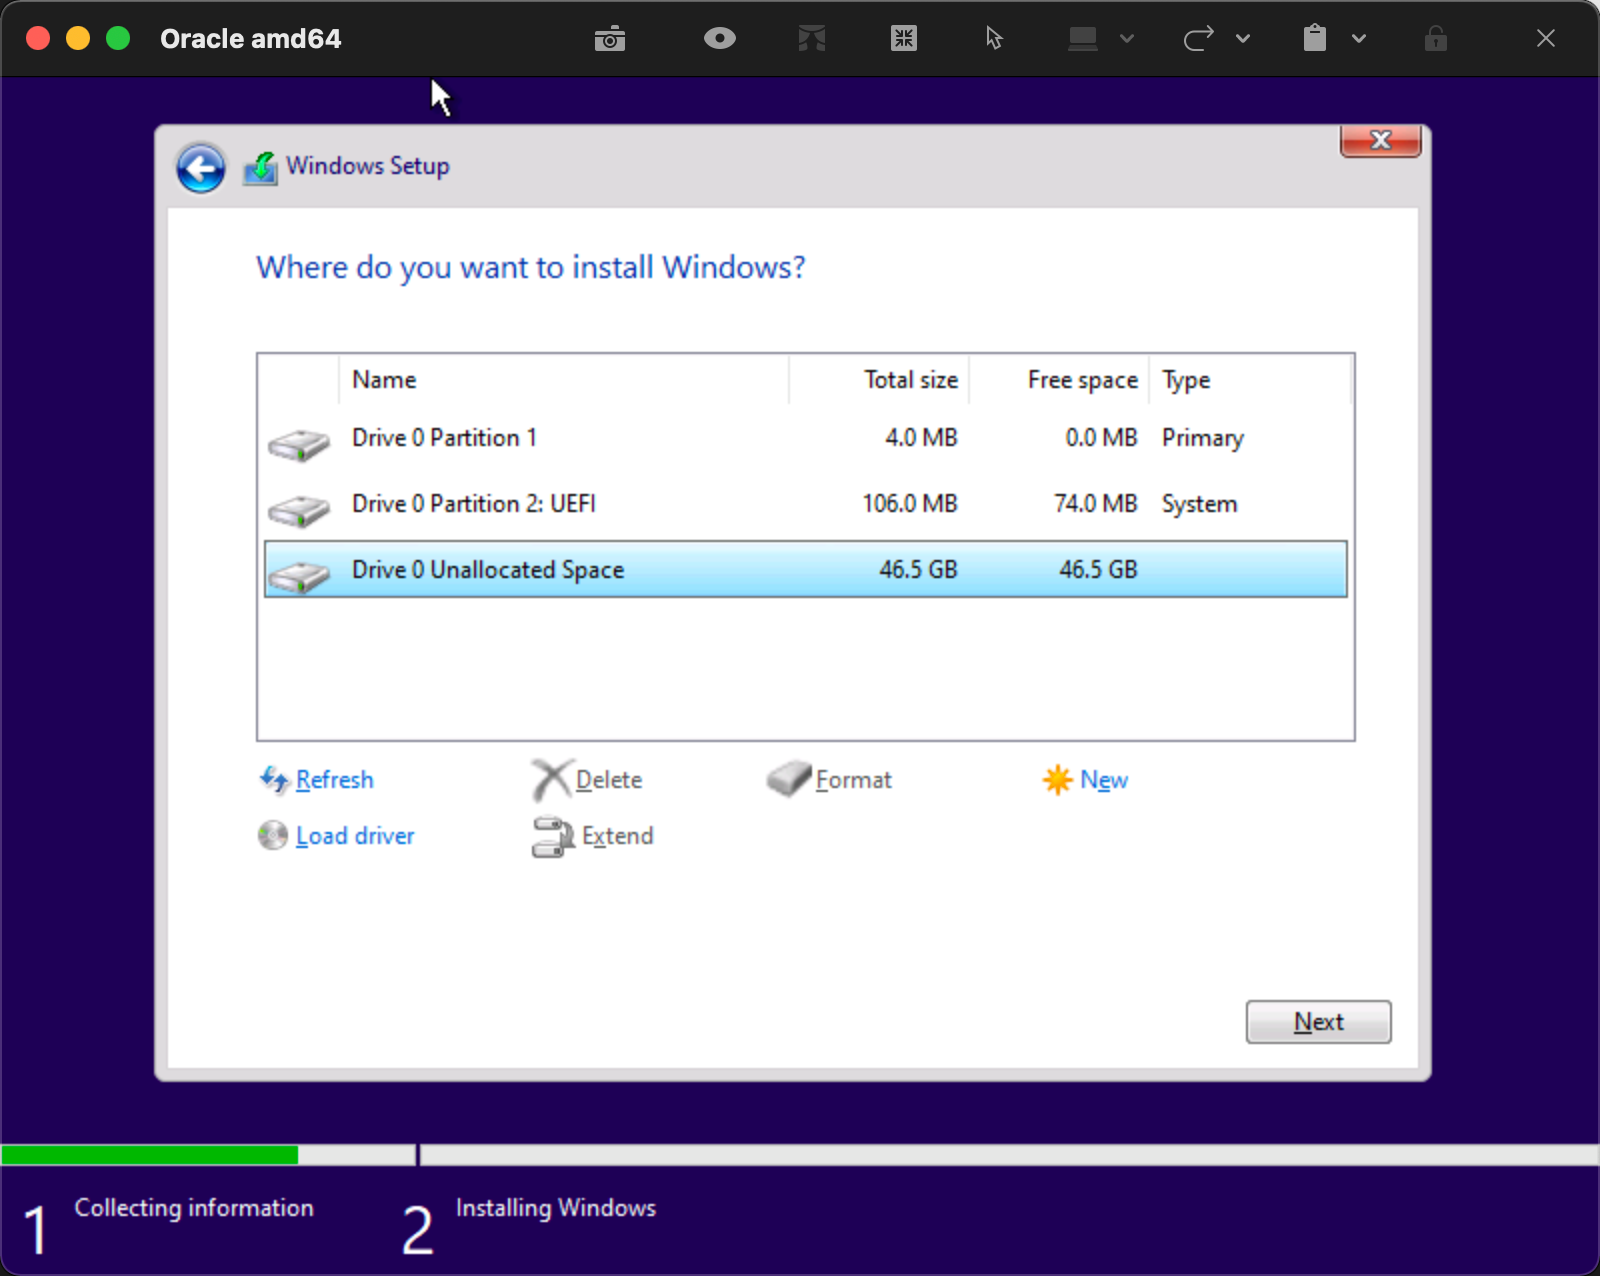 Oracle amd64
Windows Setup
Where do you want to install Windows?
Name Total size Free space Type
Drive 0 Partition 1 4.0 MB 0.0 MB Primary
Drive 0 Partition 2: UEFI 106.0 MB 74.0 MB System
Drive 0 Unallocated Space 46.5 GB 46.5 GB
Refresh Delete Format New
Load driver Extend
Next
1 Collecting information 2 Installing Windows